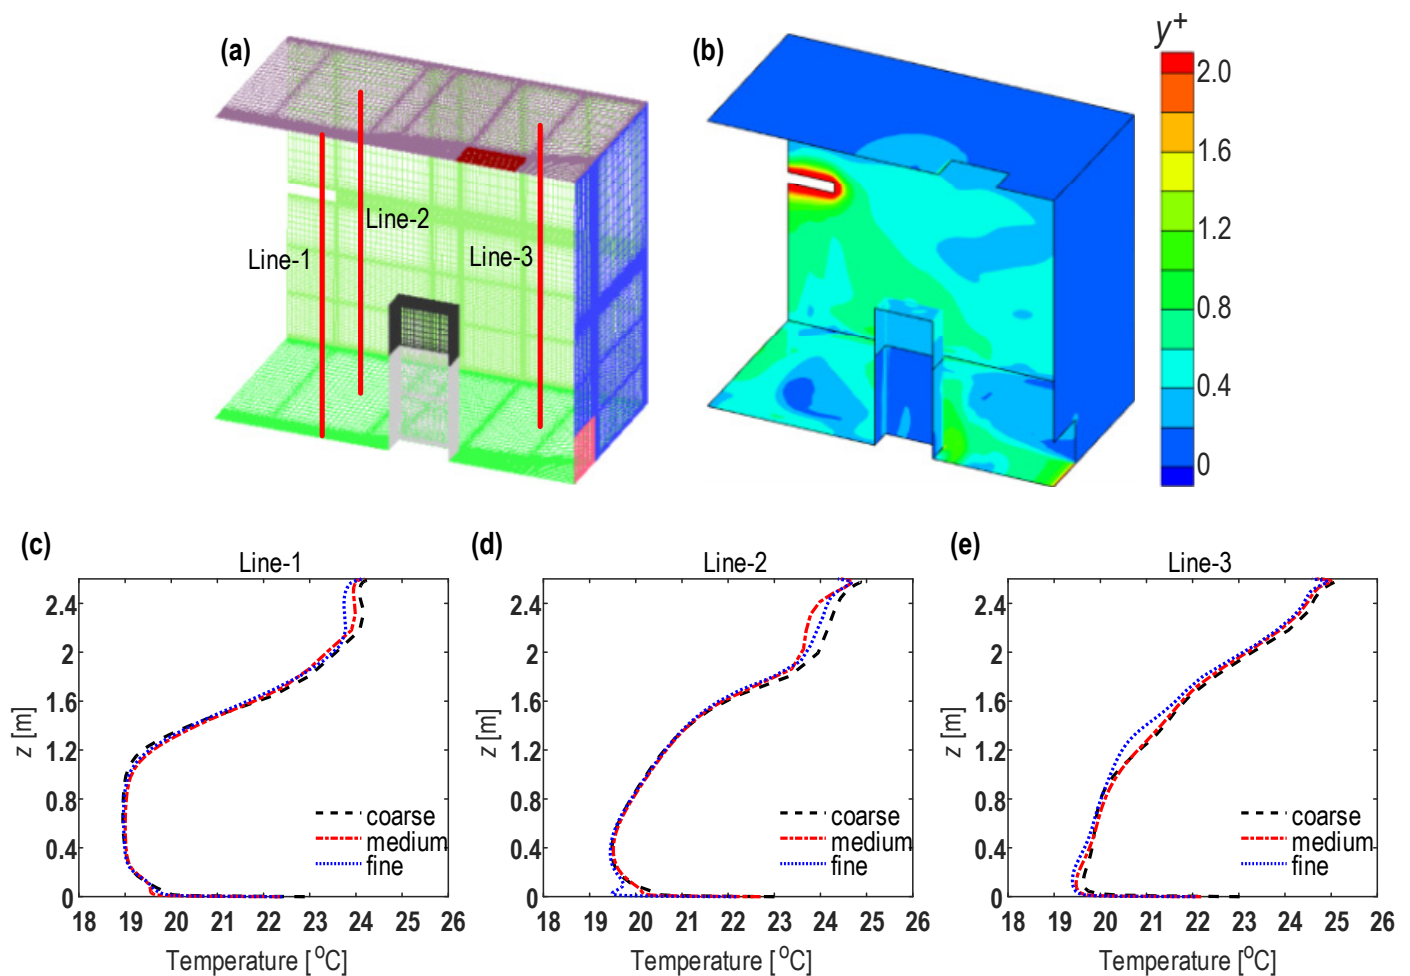 (a)
Line-1
Line-2
Line-3
(b)
y+
2.0
1.6
1.2
0.8
0.4
0
(c)
Line-1
z [m]
2.4
2
1.6
1.2
0.8
0.4
0
coarse
medium
fine
18 19 20 21 22 23 24 25 26
Temperature [°C]
(d)
Line-2
z [m]
2.4
2
1.6
1.2
0.8
0.4
0
coarse
medium
fine
18 19 20 21 22 23 24 25 26
Temperature [°C]
(e)
Line-3
z [m]
2.4
2
1.6
1.2
0.8
0.4
0
coarse
medium
fine
18 19 20 21 22 23 24 25 26
Temperature [°C]